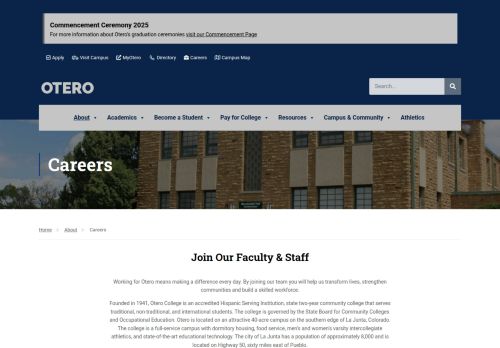 Commencement Ceremony 2025
For more information about Otero's graduation ceremonies visit our Commencement Page
Apply Visit Campus MyOtero Directory Careers Campus Map
OTERO
Search...
About Academics Become a Student Pay for College Resources Campus & Community Athletics
Careers
Home About Careers
Join Our Faculty & Staff
Working for Otero means making a difference every day. By joining our team you will help us transform lives, strengthen
communities and build a skilled workforce.
Founded in 1941, Otero College is an accredited Hispanic Serving Institution, state two-year community college that serves
traditional, non-traditional, and international students. The college is governed by the State Board for Community Colleges
and Occupational Education. Otero is located on an attractive 40-acre campus on the southern edge of La Junta, Colorado.
The college is a full-service campus with dormitory housing, food service, men's and women's varsity intercollegiate
athletics, and state-of-the-art educational technology. The city of La Junta has a population of approximately 8,000 and is
located on Highway 50, sixty miles east of Pueblo.